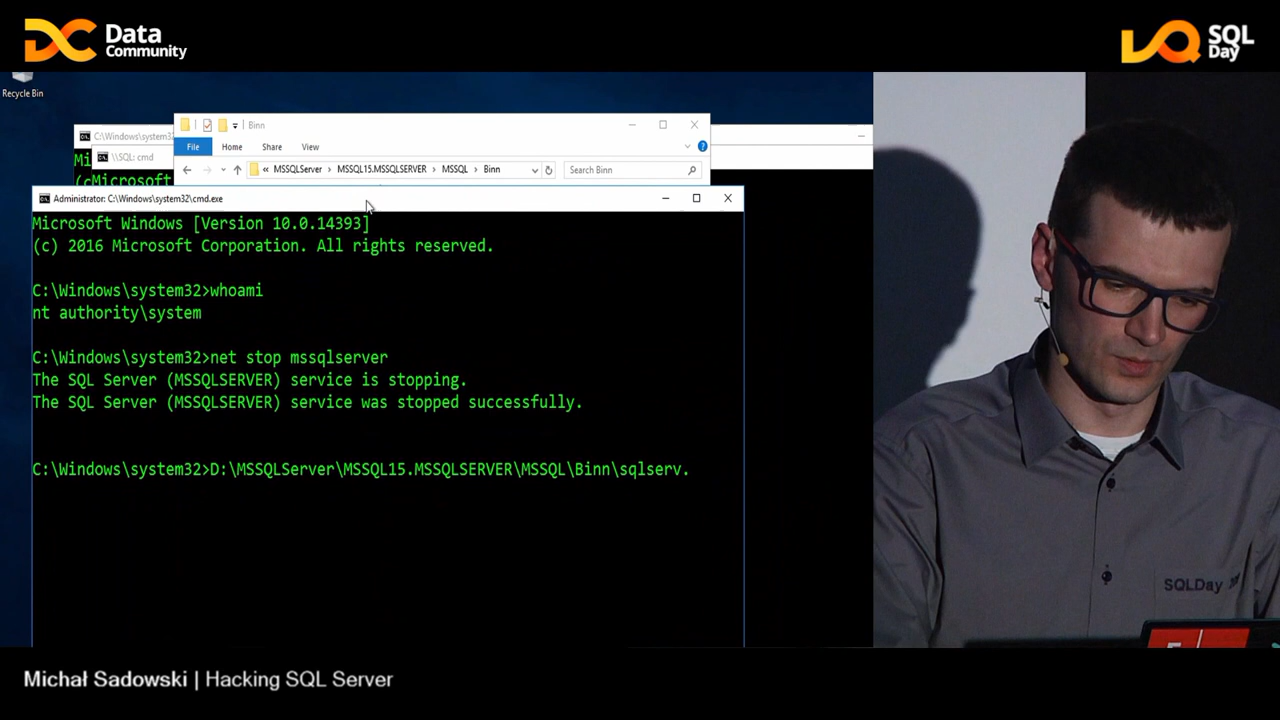 Data
Community
SQL
Day
Recycle Bin
C:\Windows\system32
\\SQL: cmd
Mi
(cMicrosoft
Binn
File Home Share View
« MSSQLServer › MSSQL15.MSSQLSERVER › MSSQL › Binn
Search Binn
Administrator: C:\Windows\system32\cmd.exe
Microsoft Windows [Version 10.0.14393]
(c) 2016 Microsoft Corporation. All rights reserved.
C:\Windows\system32>whoami
nt authority\system
C:\Windows\system32>net stop mssqlserver
The SQL Server (MSSQLSERVER) service is stopping.
The SQL Server (MSSQLSERVER) service was stopped successfully.
C:\Windows\system32>D:\MSSQLServer\MSSQL15.MSSQLSERVER\MSSQL\Binn\sqlserv.
SQLDay
Michał Sadowski | Hacking SQL Server